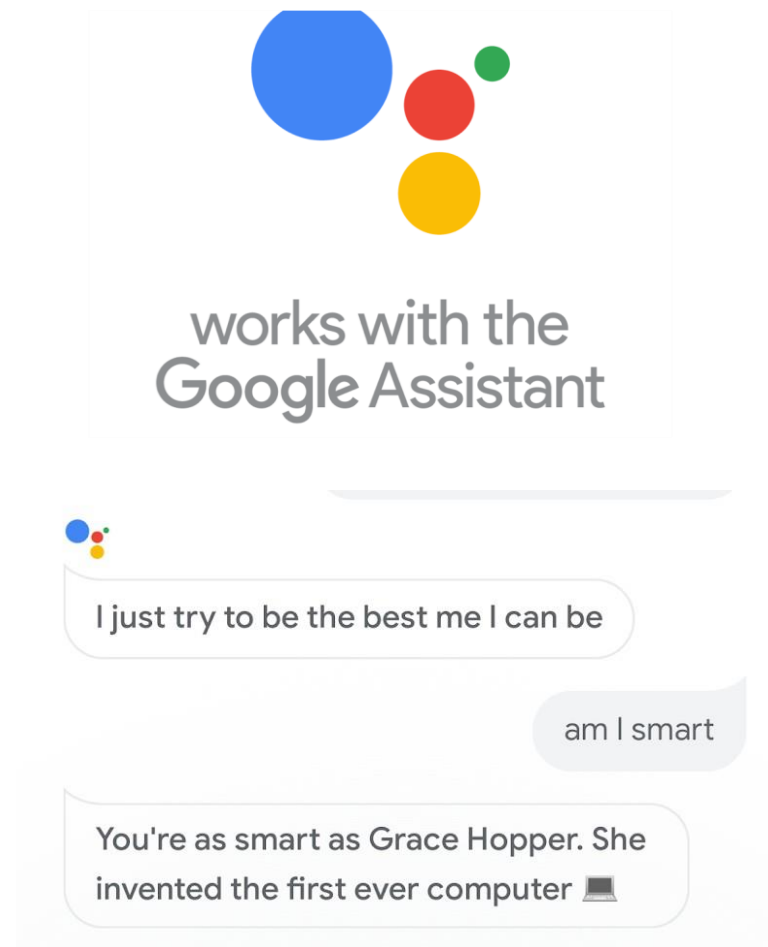 works with the
Google Assistant
I just try to be the best me I can be
am I smart
You're as smart as Grace Hopper. She
invented the first ever computer 💻